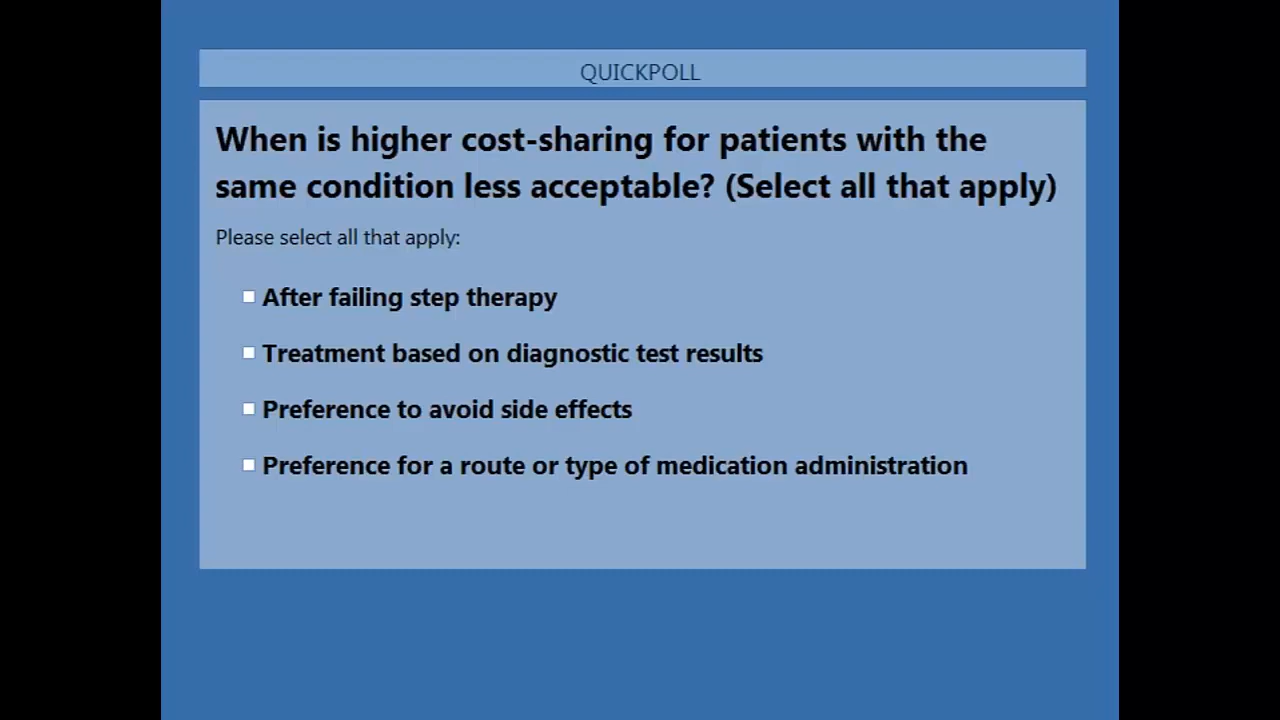 QUICKPOLL
When is higher cost-sharing for patients with the
same condition less acceptable? (Select all that apply)
Please select all that apply:
After failing step therapy
Treatment based on diagnostic test results
Preference to avoid side effects
Preference for a route or type of medication administration